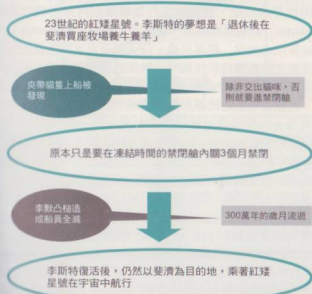 23世紀的紅矮星號。李斯特的夢想是「退休後在
斐濟買座牧場養牛養羊」
夾帶貓隻上船被
發現
除非交出貓咪，否
則就要進禁閉艙
原本只是要在凍結時間的禁閉艙內關3個月禁閉
李默凸槌造
成船員全滅
300萬年的歲月流逝
李斯特復活後，仍然以斐濟為目的地，乘著紅矮
星號在宇宙中航行